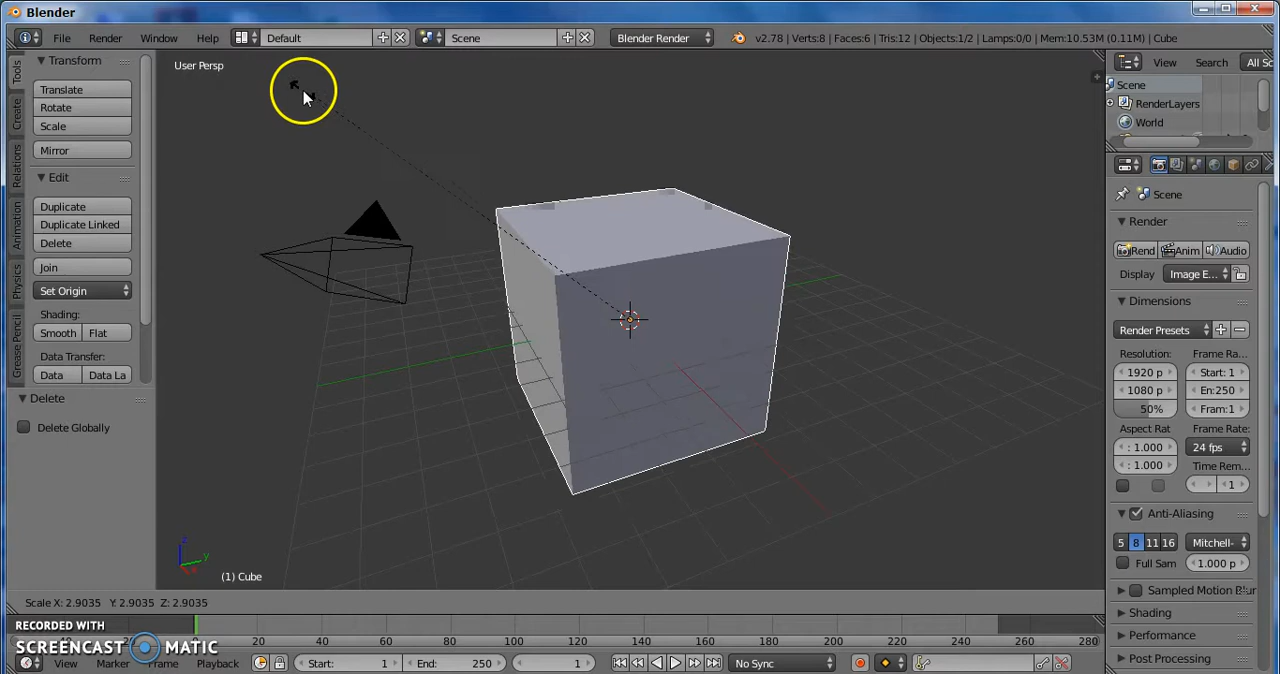 Blender
File Render Window Help Default Scene Blender Render v2.78 | Verts:8 | Faces:6 | Tris:12 | Objects:1/2 | Lamps:0/0 | Mem:10.53M (0.11M) | Cube
Tools
Create
Relations
Animation
Physics
Grease Pencil
Transform
Translate
Rotate
Scale
Mirror
Edit
Duplicate
Duplicate Linked
Delete
Join
Set Origin
Shading:
Smooth Flat
Data Transfer:
Data Data La
Delete
Delete Globally
User Persp
z
y
(1) Cube
View Search All Sc
Scene
RenderLayers
World
Scene
Render
Rend Anim Audio
Display Image E...
Dimensions
Render Presets
Resolution: Frame Ra...
1920 p Start: 1
1080 p En:250
50% Fram:1
Aspect Rat Frame Rate:
: 1.000 24 fps
: 1.000 Time Rem...
1
Anti-Aliasing
5 8 11 16 Mitchell-
Full Sam 1.000 p
Sampled Motion Blur
Shading
Performance
Post Processing
Scale X: 2.9035 Y: 2.9035 Z: 2.9035
RECORDED WITH
SCREENCAST MATIC
20 40 60 80 100 120 140 160 180 200 220 240 260 280
View Marker Frame Playback Start: 1 End: 250 1 No Sync